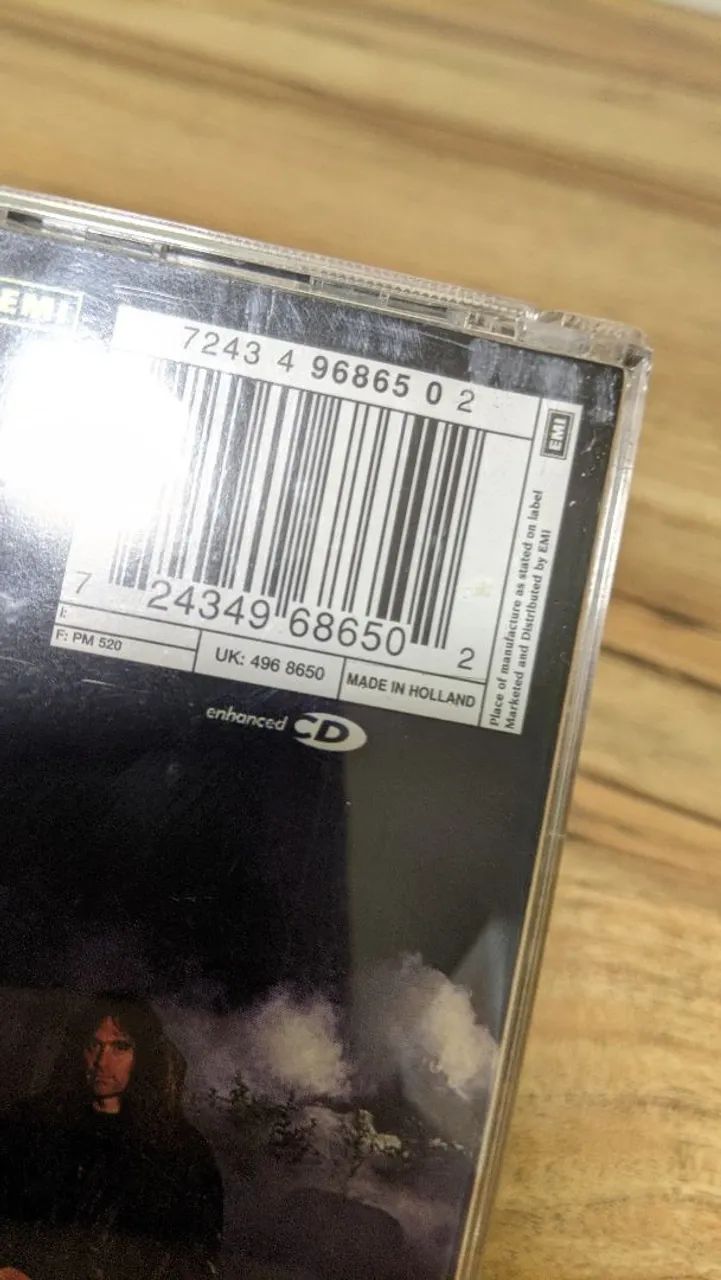 EMI
7243 4 96865 0 2
EMI
Place of manufacture as stated on label
Marketed and Distributed by EMI
7 24349 68650 2
I:
F: PM 520
UK: 496 8650
MADE IN HOLLAND
enhanced CD